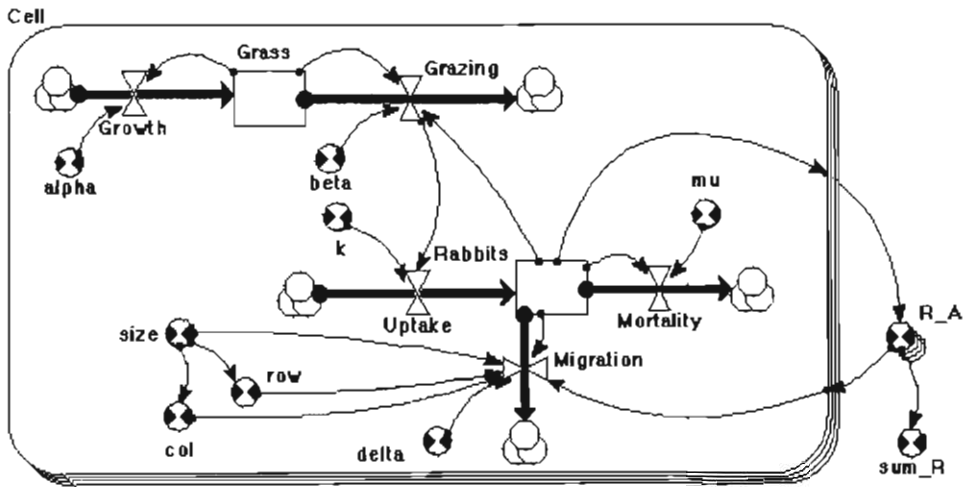 Cell
Grass
Grazing
Growth
alpha
beta
mu
k
Rabbits
Uptake
Mortality
R_A
size
Migration
row
col
delta
sum_R